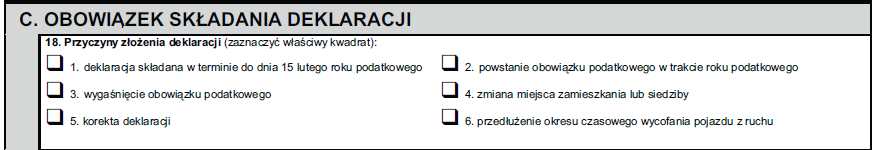 C. OBOWIĄZEK SKŁADANIA DEKLARACJI
18. Przyczyny złożenia deklaracji (zaznaczyć właściwy kwadrat):
1. deklaracja składana w terminie do dnia 15 lutego roku podatkowego
2. powstanie obowiązku podatkowego w trakcie roku podatkowego
3. wygaśnięcie obowiązku podatkowego
4. zmiana miejsca zamieszkania lub siedziby
5. korekta deklaracji
6. przedłużenie okresu czasowego wycofania pojazdu z ruchu